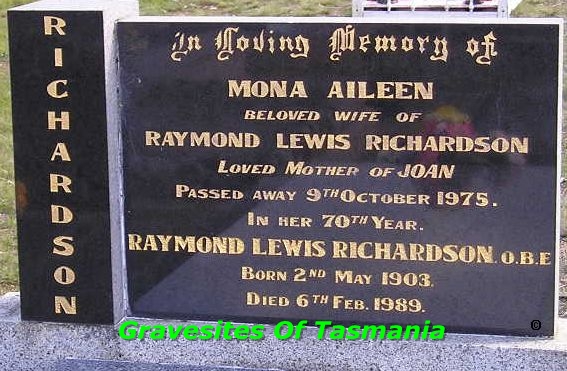 RICHARDSON
In Loving Memory of
MONA AILEEN
BELOVED WIFE OF
RAYMOND LEWIS RICHARDSON
LOVED MOTHER OF JOAN
PASSED AWAY 9TH OCTOBER 1975.
IN HER 70TH YEAR.
RAYMOND LEWIS RICHARDSON. O.B.E
BORN 2ND MAY 1903.
DIED 6TH FEB. 1989.
Gravesites Of Tasmania
©